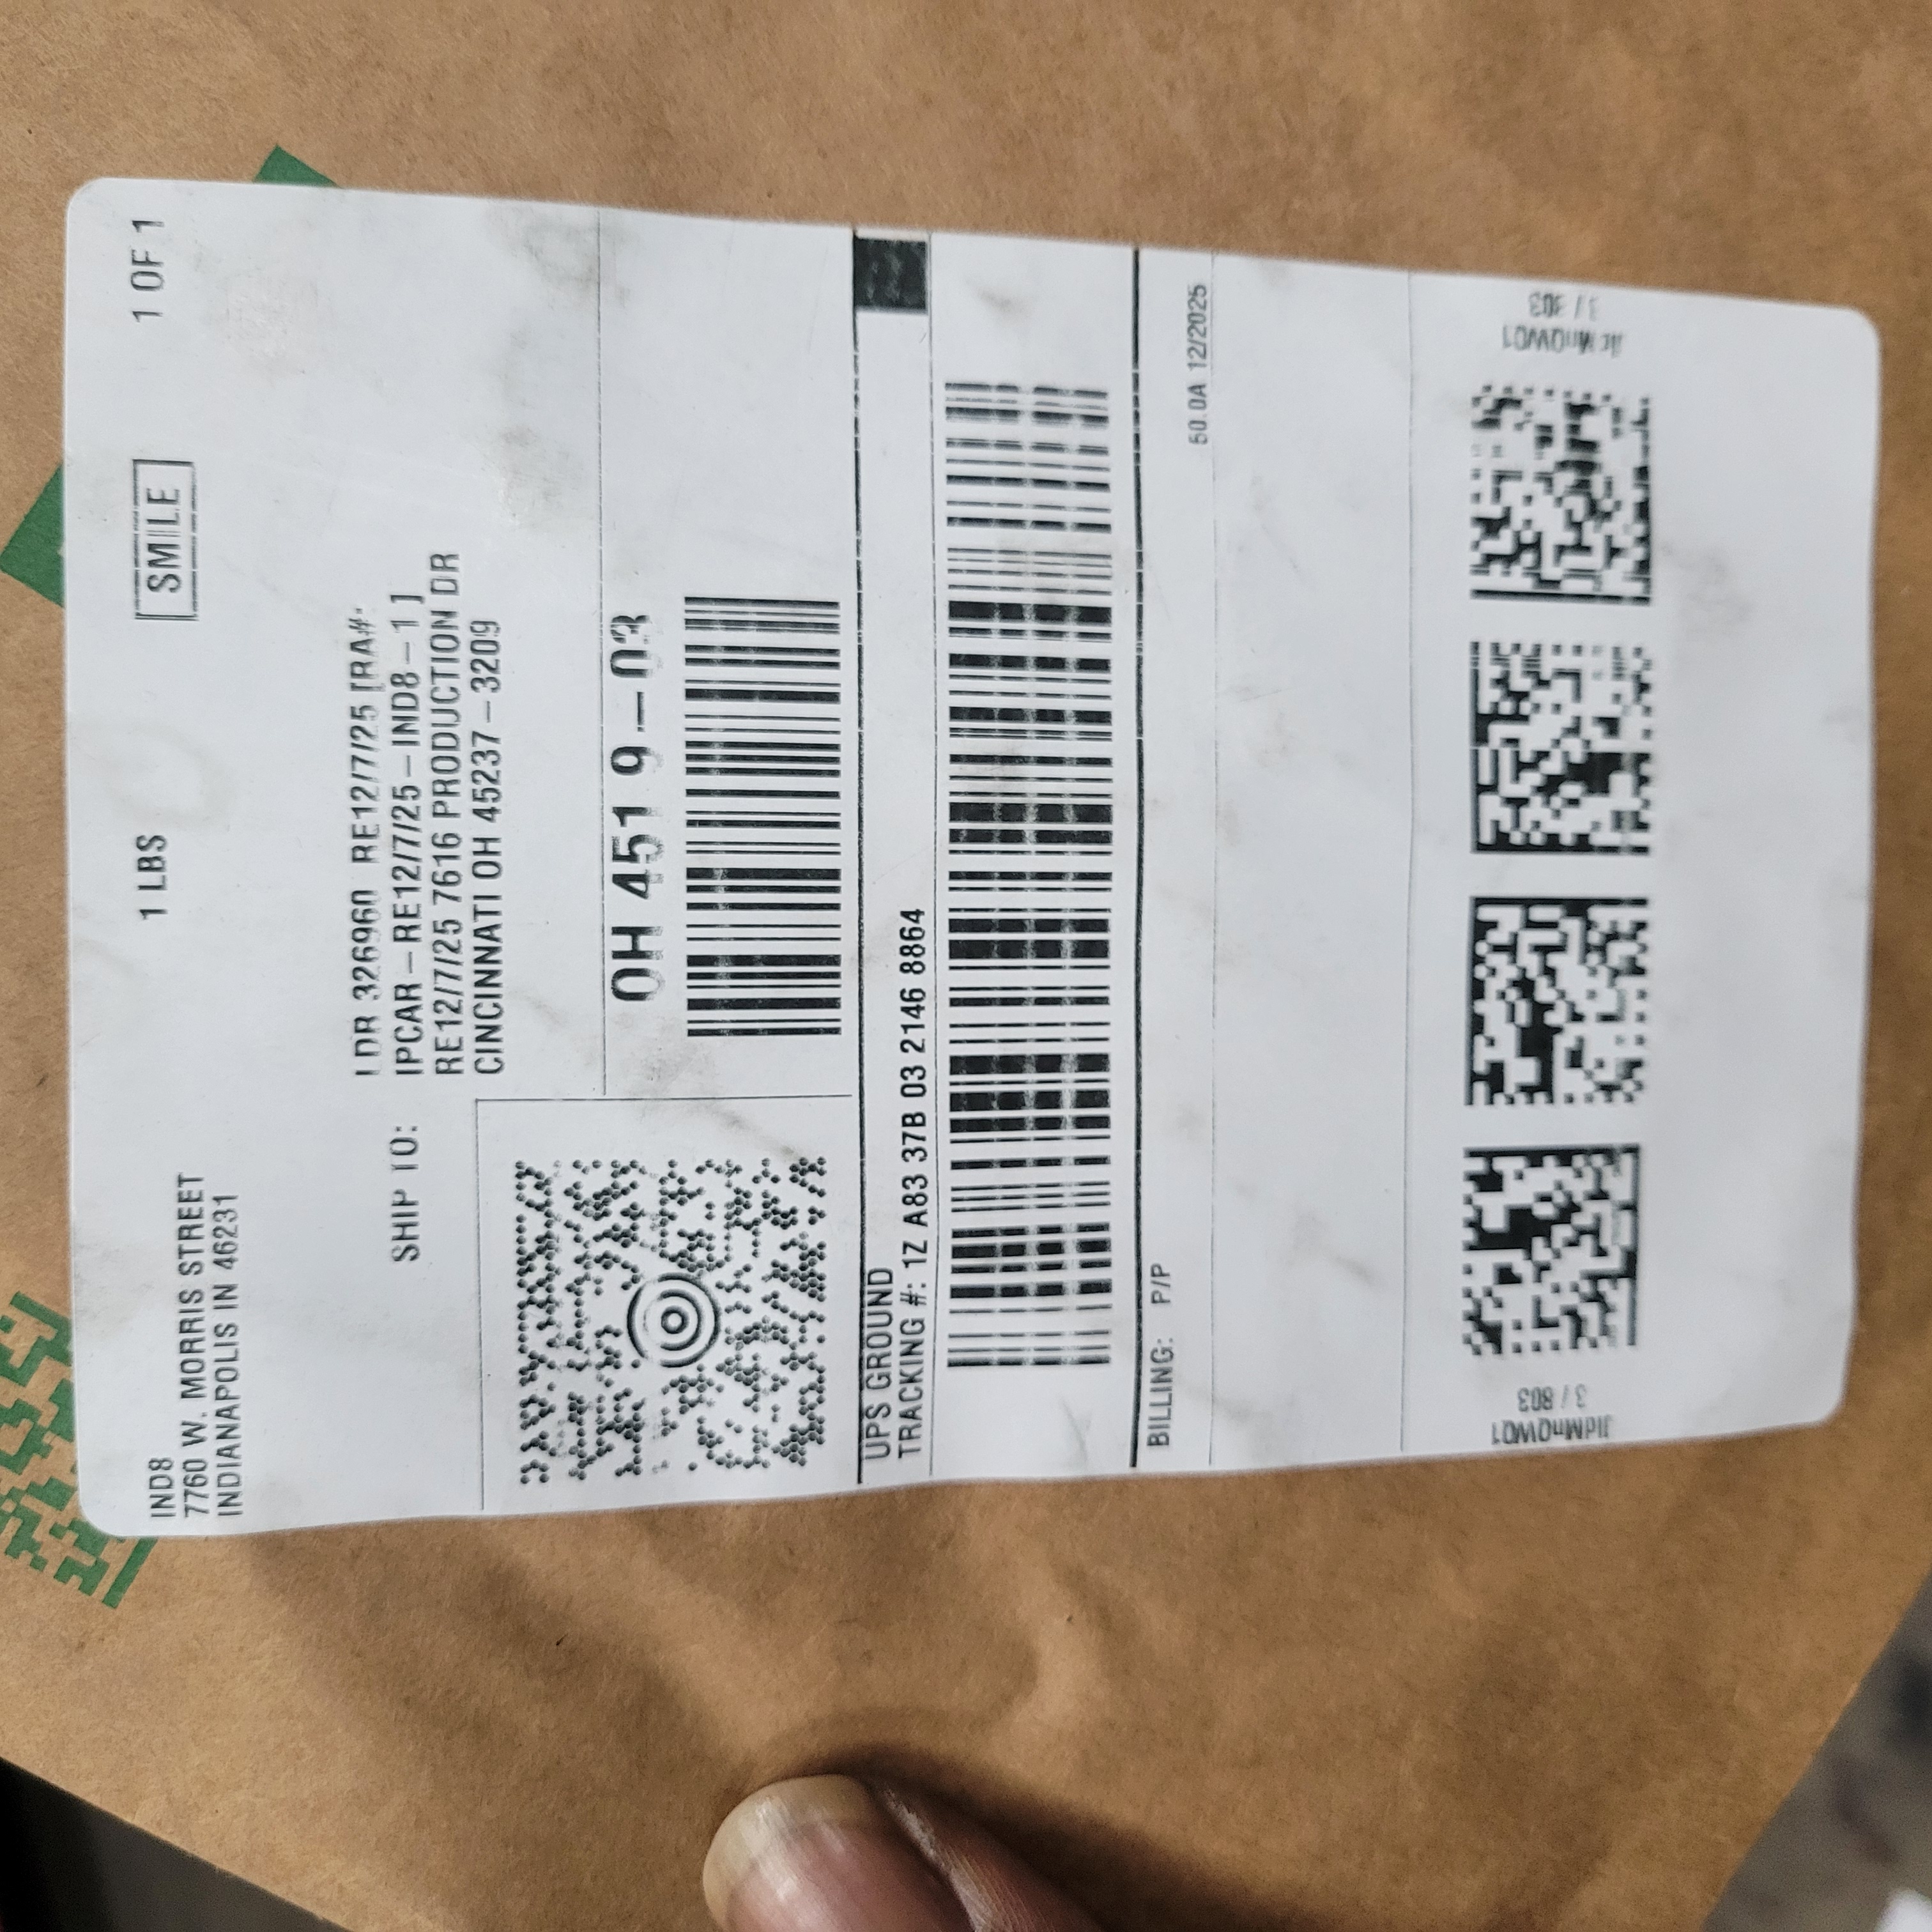 IND8
7760 W. MORRIS STREET
INDIANAPOLIS IN 46231
1 LBS
SMILE
1 OF 1
SHIP TO:
LDR 326960 RE12/7/25 [RA#:
IPCAR-RE12/7/25-IND8-1 ]
RE12/7/25 7616 PRODUCTION DR
CINCINNATI OH 45237-3209
OH 451 9-03
UPS GROUND
TRACKING #: 1Z A83 37B 03 2146 8864
BILLING: P/P
50.0A 12/2025
JldMnQWQ1
3 / 803